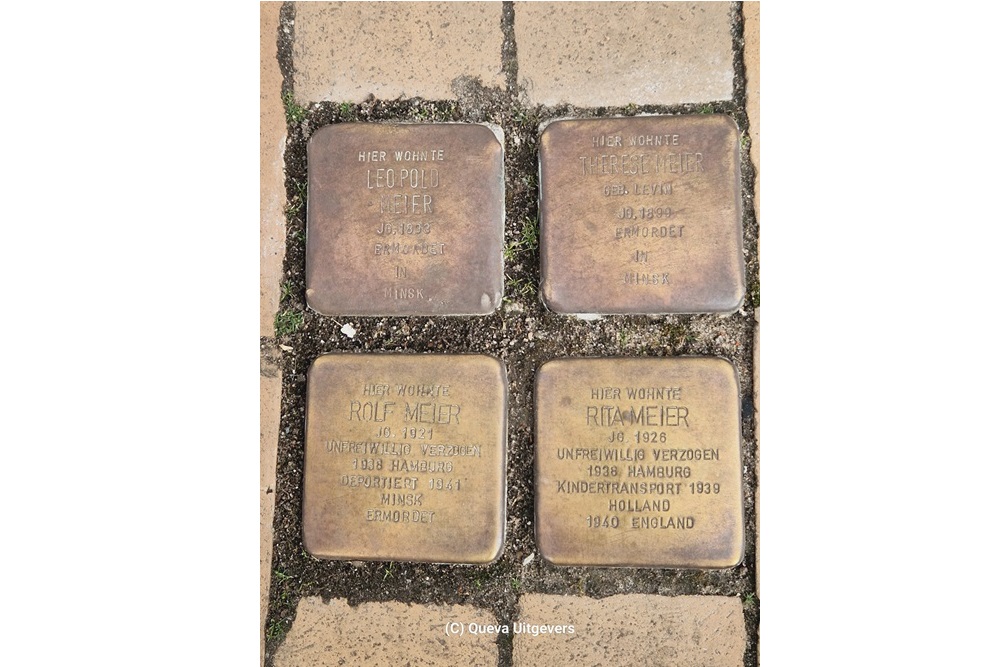 HIER WOHNTE
LEOPOLD
MEIER
JG. 1893
ERMORDET
IN
MINSK
HIER WOHNTE
THERESE MEIER
GEB. LEVIN
JG. 1899
ERMORDET
IN
MINSK
HIER WOHNTE
ROLF MEIER
JG. 1921
UNFREIWILLIG VERZOGEN
1938 HAMBURG
DEPORTIERT 1941
MINSK
ERMORDET
HIER WOHNTE
RITA MEIER
JG. 1926
UNFREIWILLIG VERZOGEN
1938 HAMBURG
KINDERTRANSPORT 1939
HOLLAND
1940 ENGLAND
(C) Queva Uitgevers